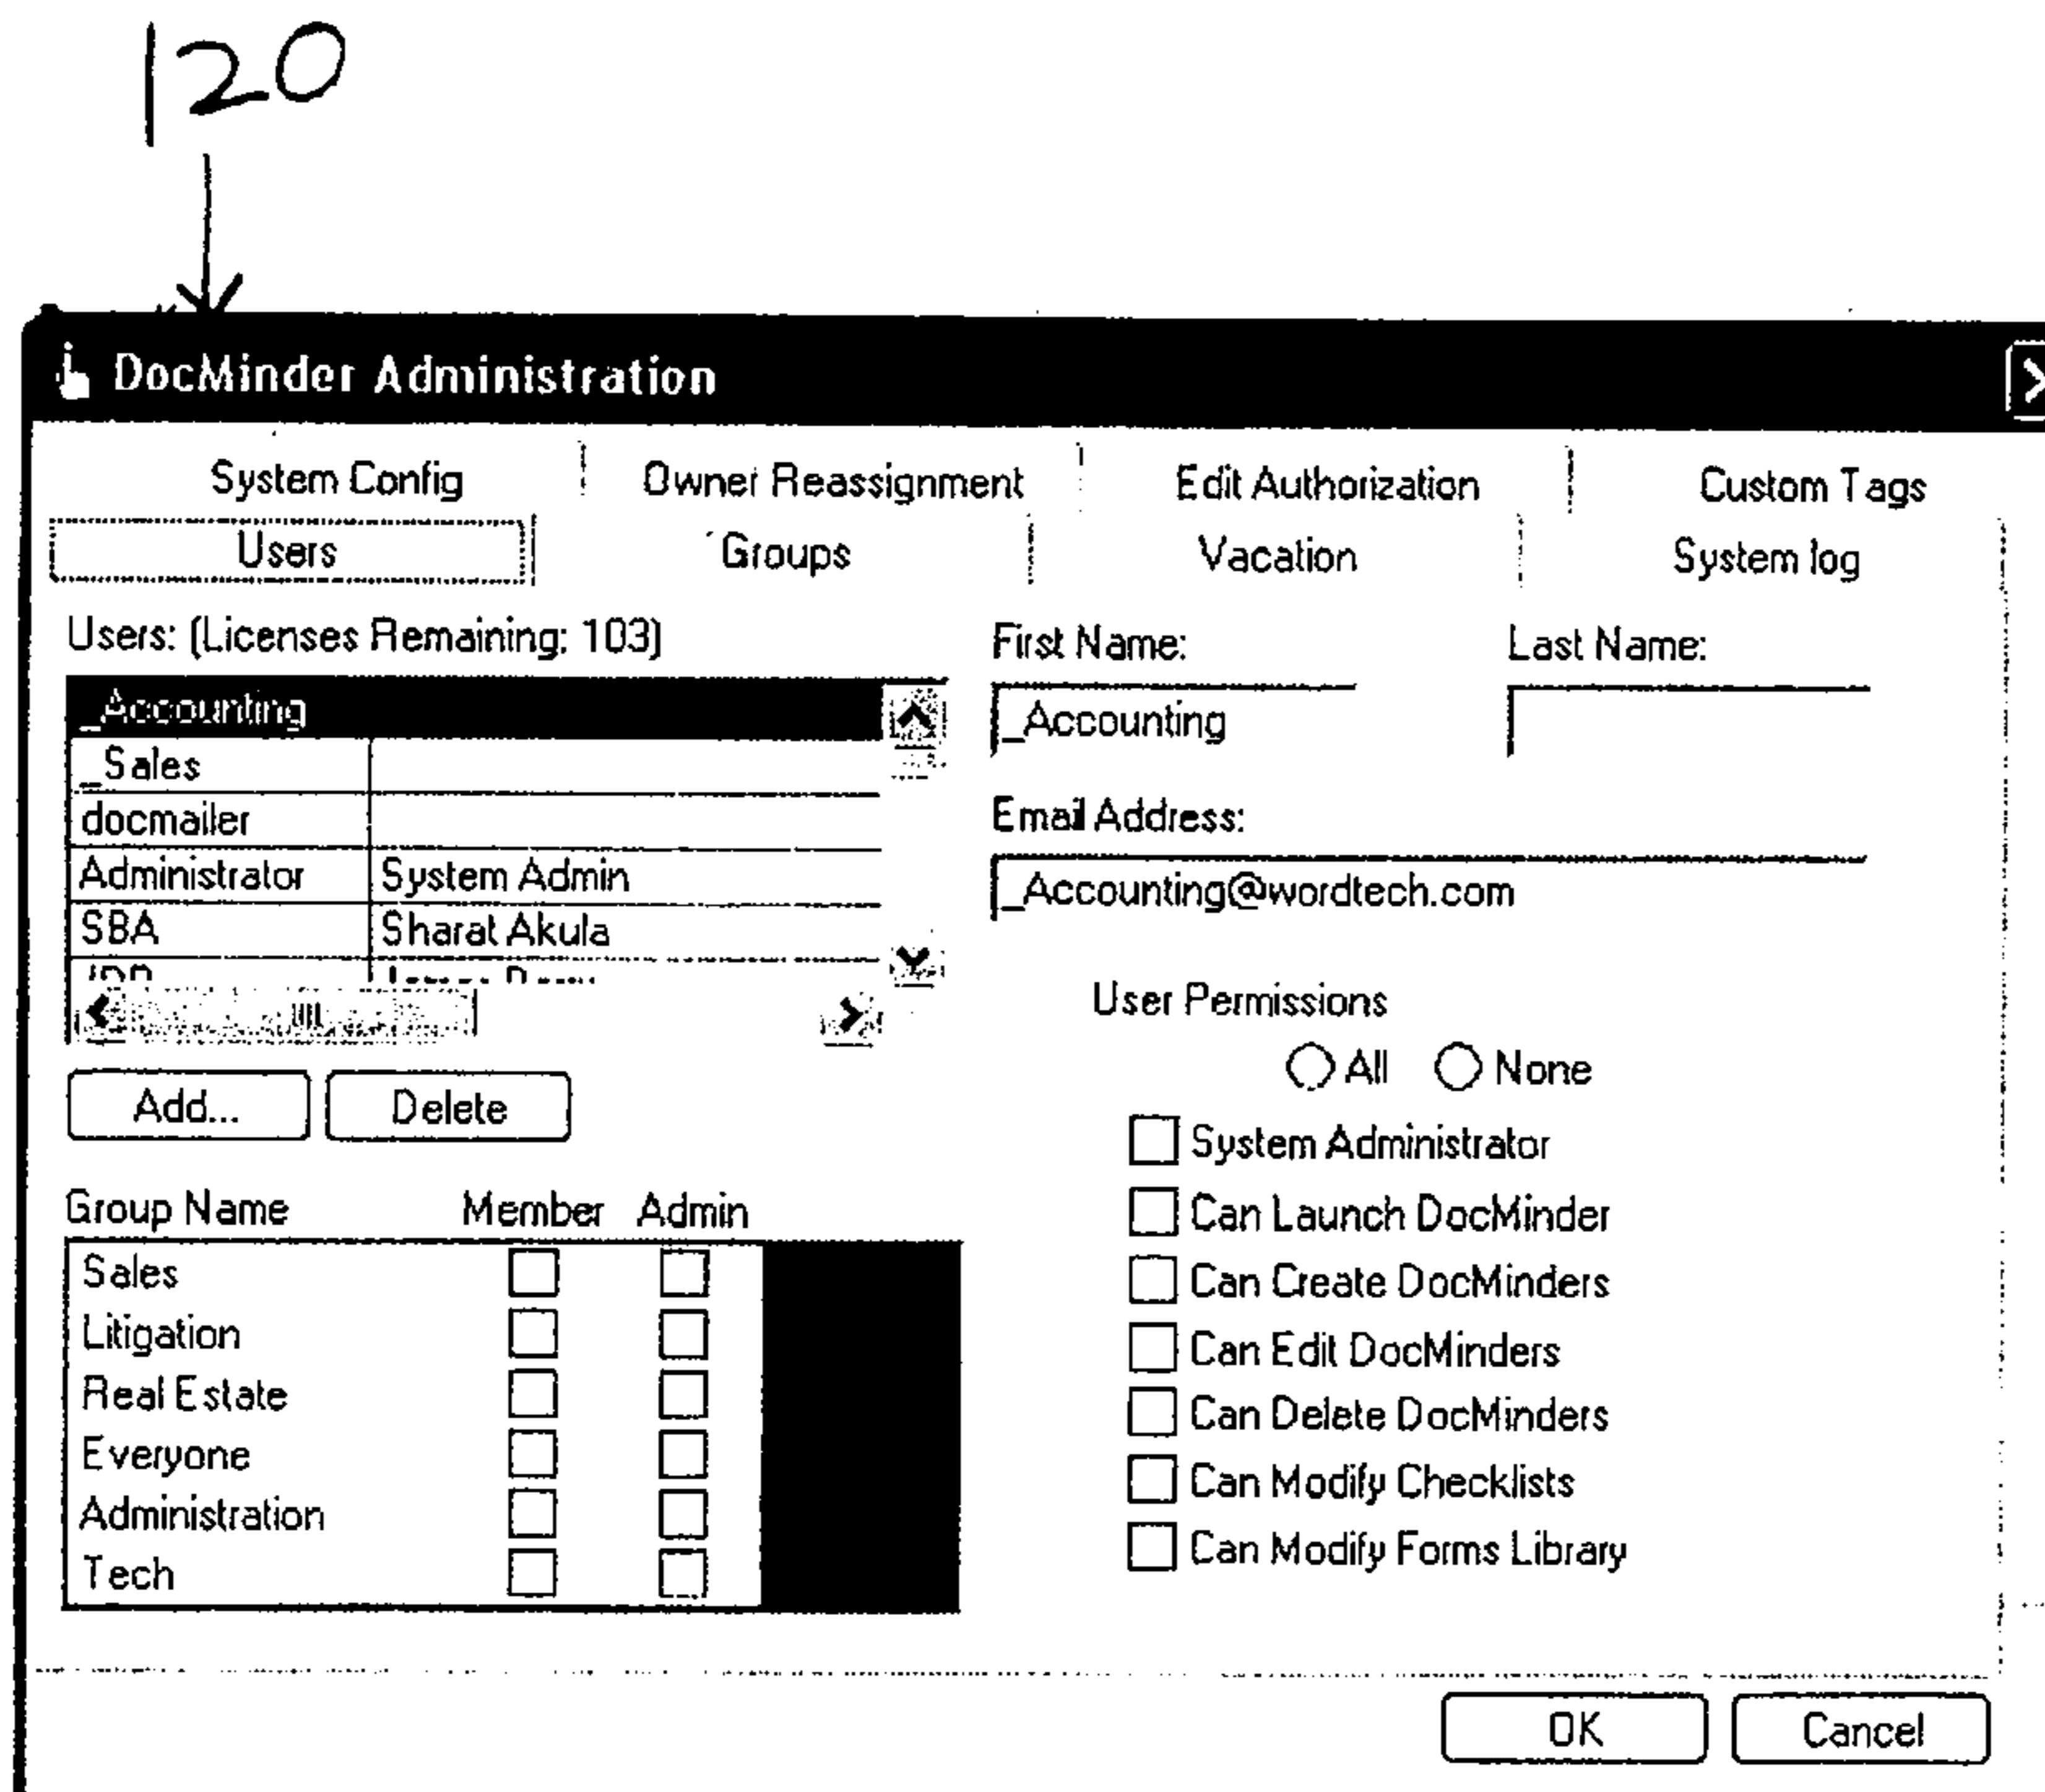 120
DocMinder Administration
System Config Owner Reassignment Edit Authorization Custom Tags
Users Groups Vacation System log
Users: (Licenses Remaining: 103)
_Accounting
_Sales
docmailer
Administrator System Admin
SBA Sharat Akula
Add... Delete
Group Name Member Admin
Sales
Litigation
Real Estate
Everyone
Administration
Tech
First Name: Last Name:
_Accounting
Email Address:
_Accounting@wordtech.com
User Permissions
All None
System Administrator
Can Launch DocMinder
Can Create DocMinders
Can Edit DocMinders
Can Delete DocMinders
Can Modify Checklists
Can Modify Forms Library
OK Cancel